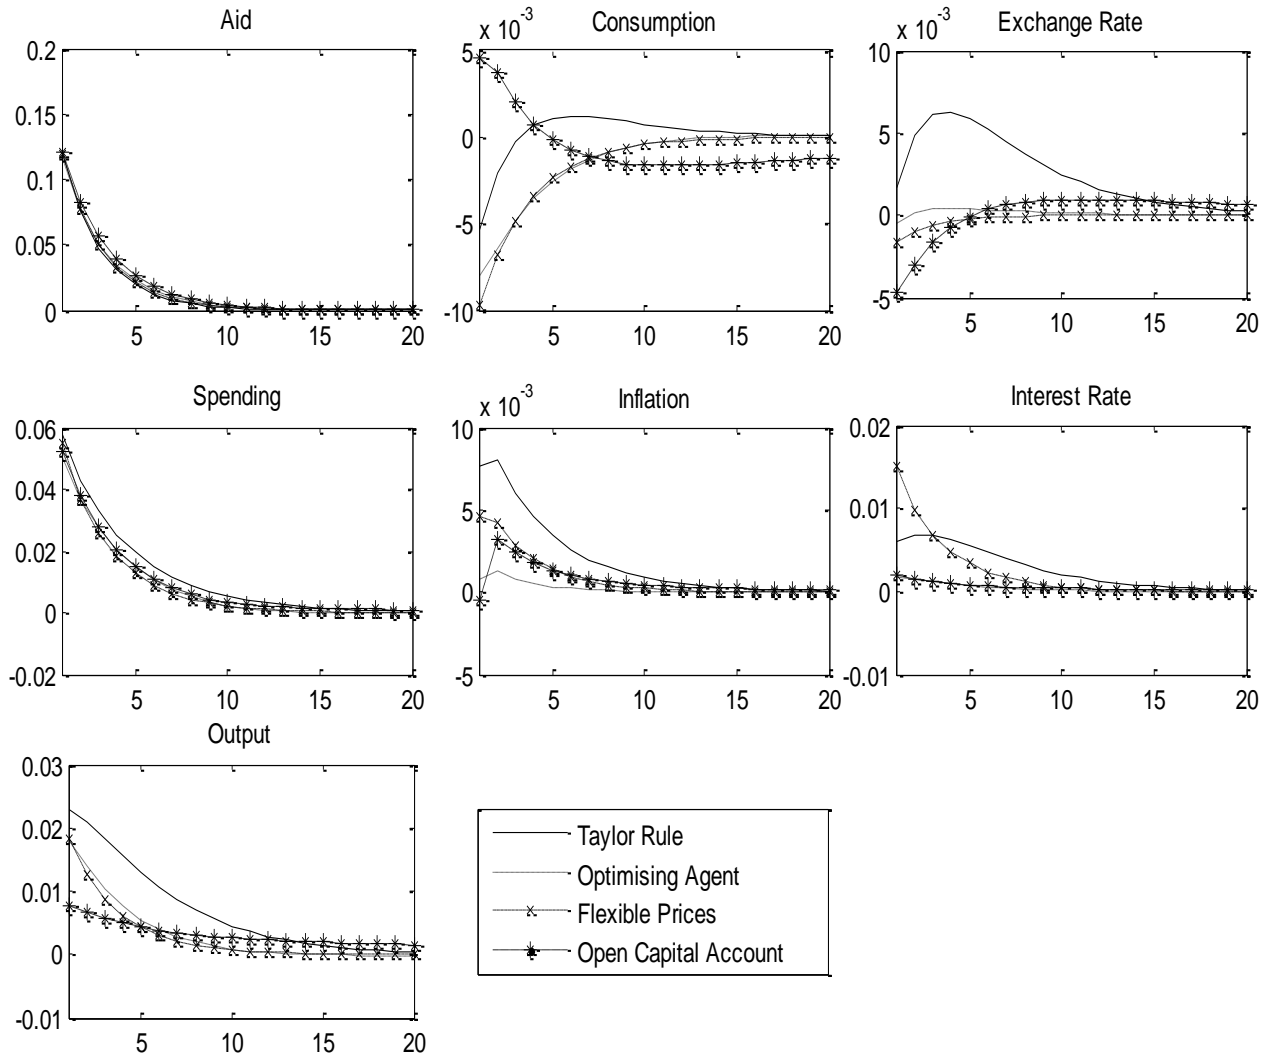 Aid
0.2
0.15
0.1
0.05
0
5 10 15 20
Consumption
x 10^-3
5
0
-5
-10
5 10 15 20
Exchange Rate
x 10^-3
10
5
0
-5
5 10 15 20
Spending
0.06
0.04
0.02
0
-0.02
5 10 15 20
Inflation
x 10^-3
10
5
0
-5
5 10 15 20
Interest Rate
0.02
0.01
0
-0.01
5 10 15 20
Output
0.03
0.02
0.01
0
-0.01
5 10 15 20
Taylor Rule
Optimising Agent
Flexible Prices
Open Capital Account